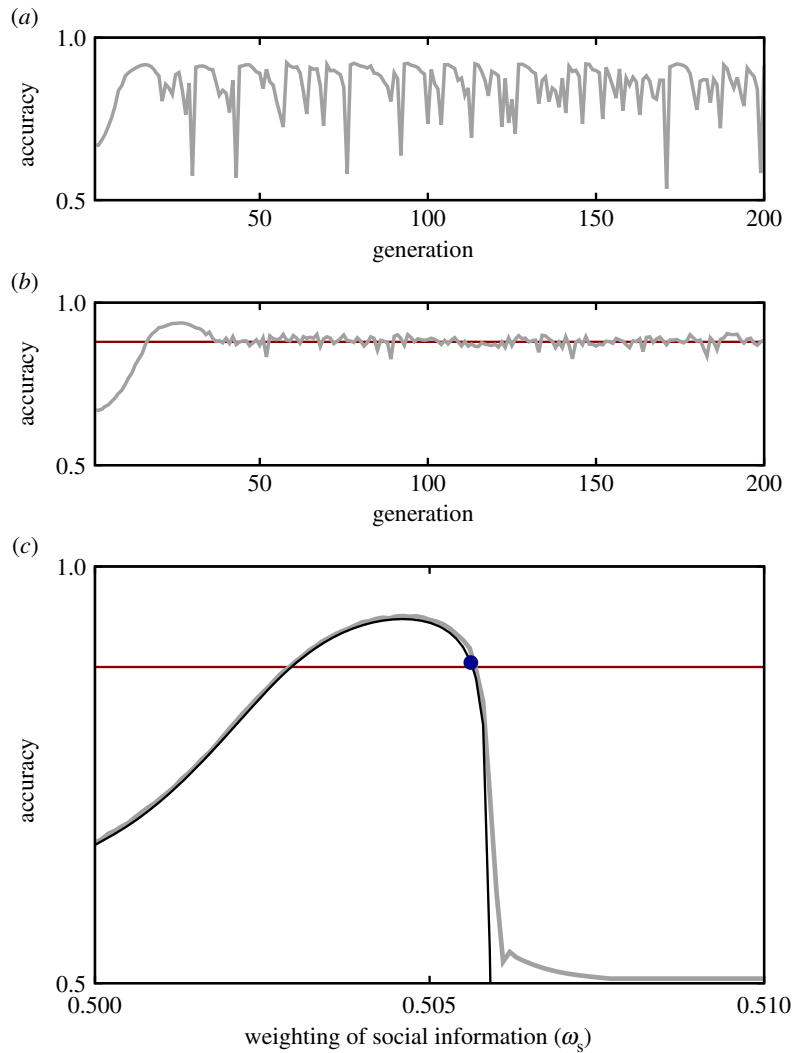 (a)
1.0
accuracy
0.5
50 100 150 200
generation
(b)
1.0
accuracy
0.5
50 100 150 200
generation
(c)
1.0
accuracy
0.5
0.500 0.505 0.510
weighting of social information (ωs)